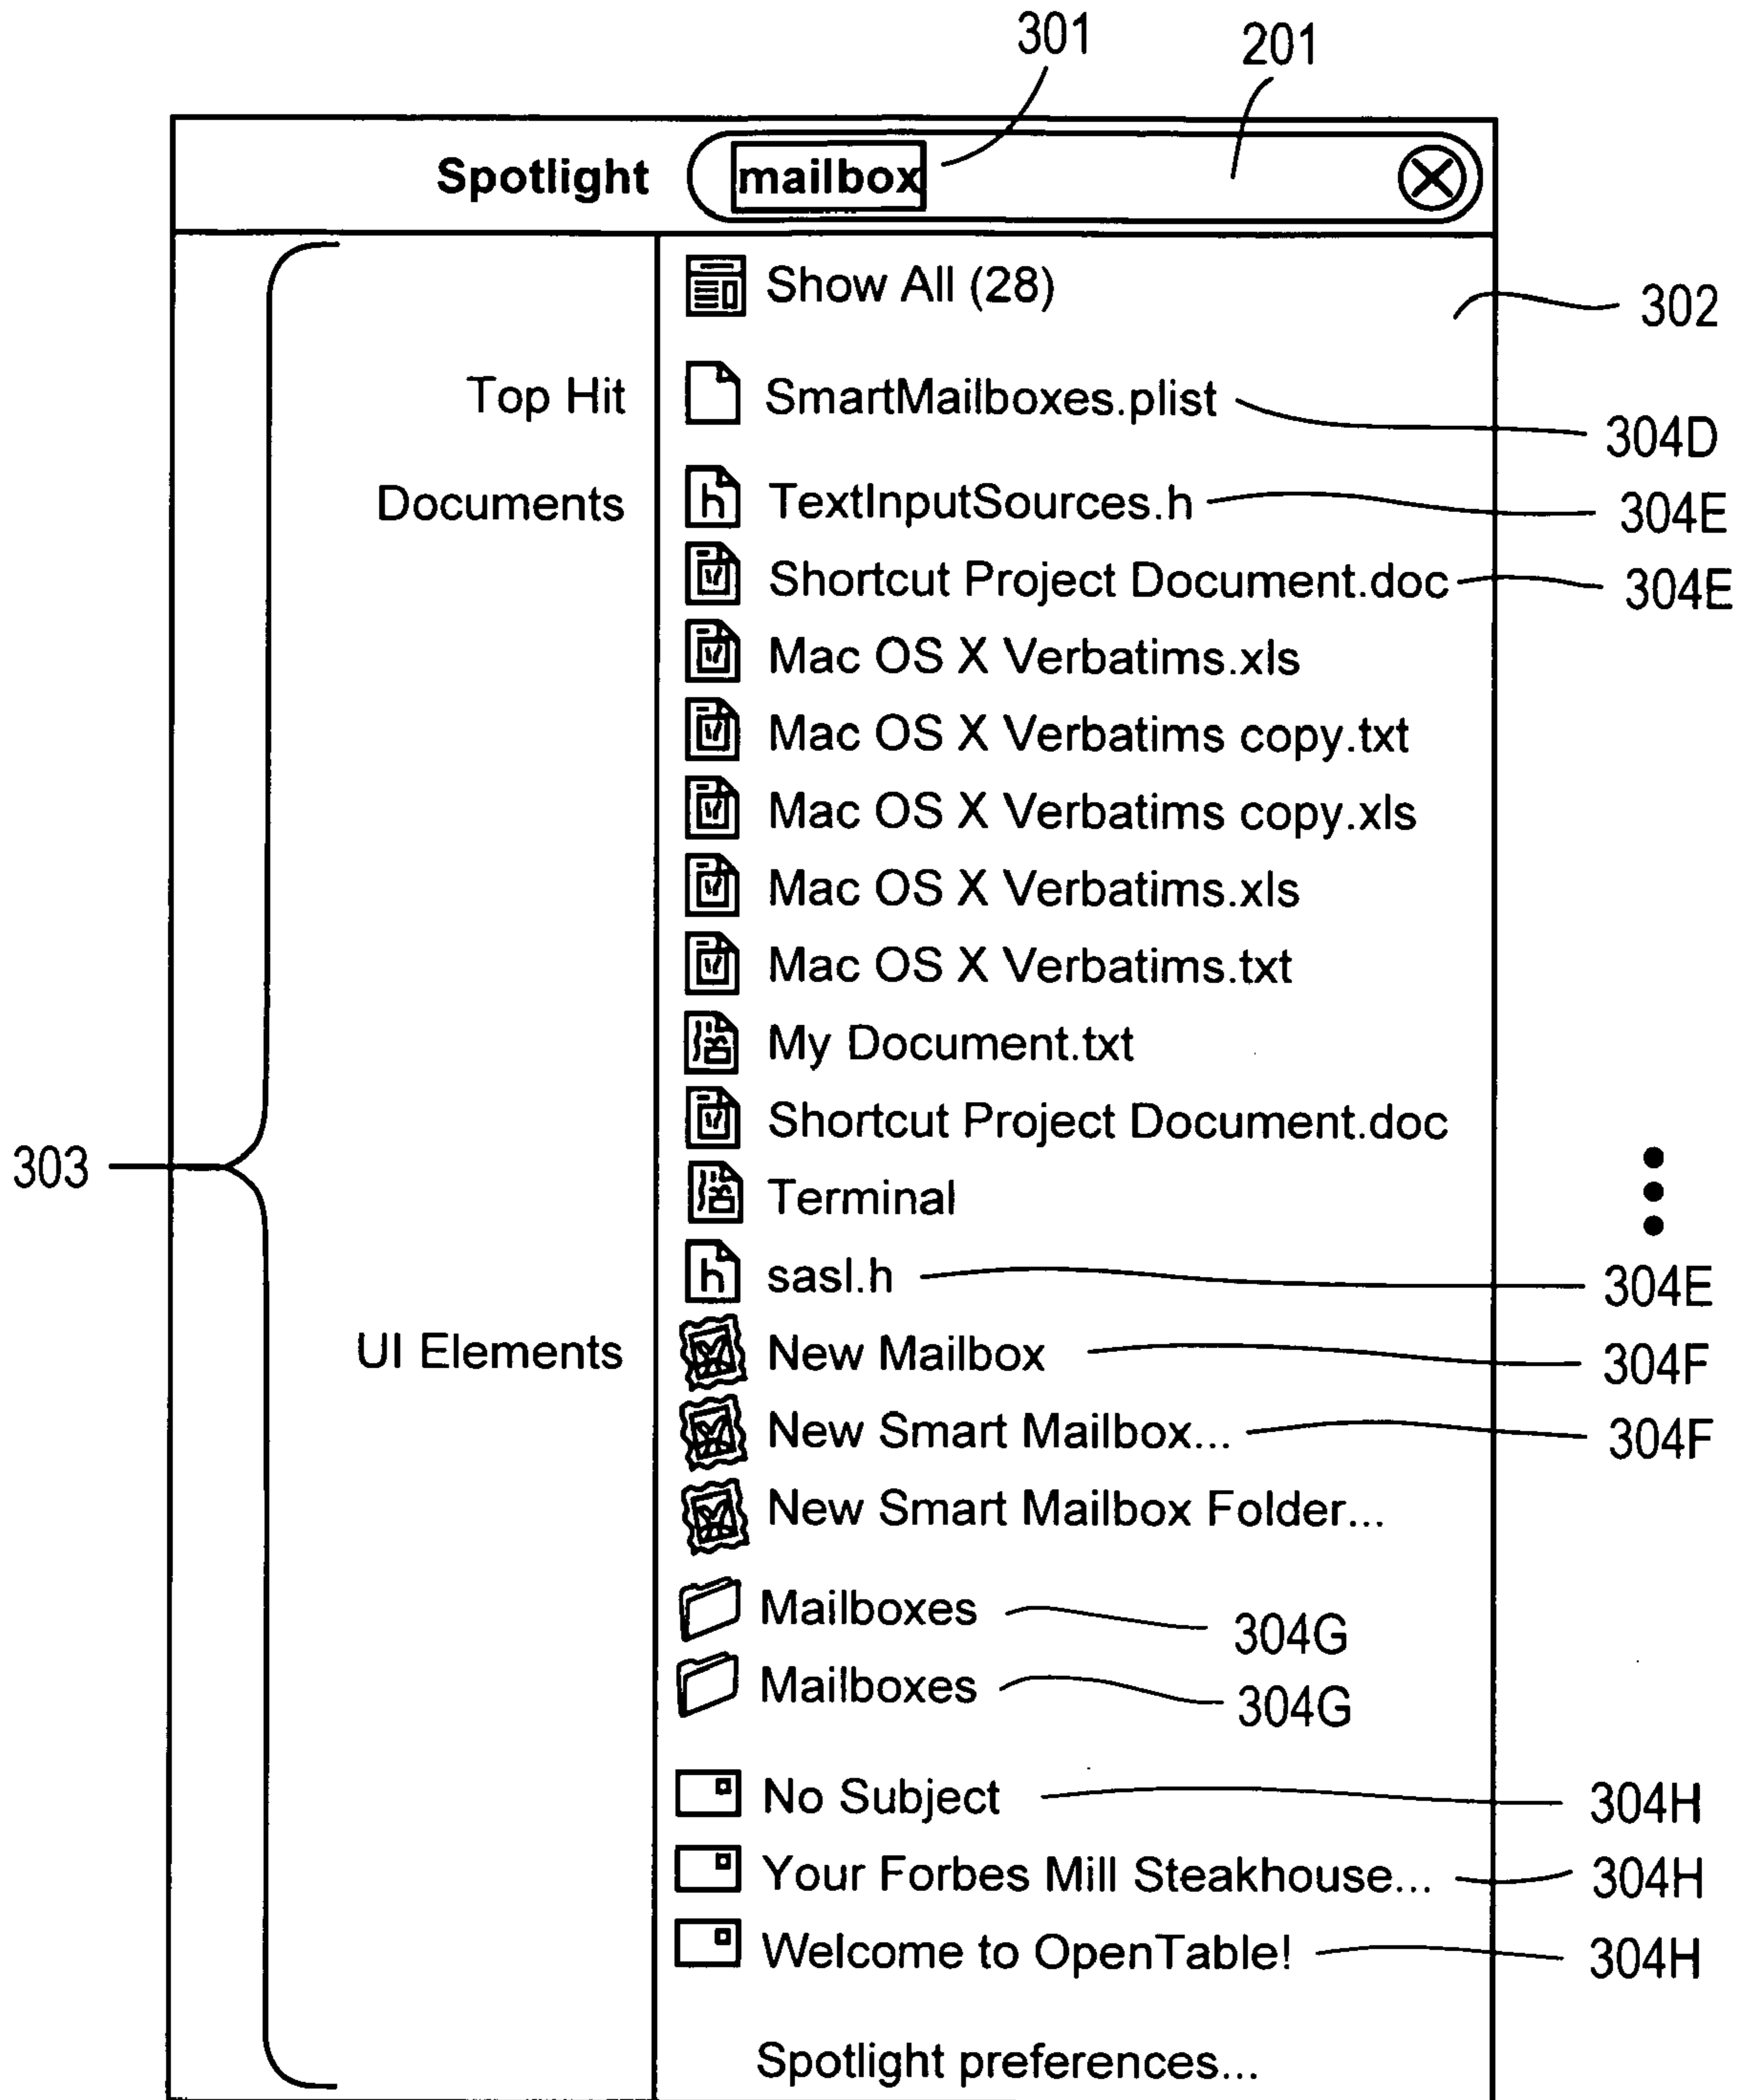 301
201
Spotlight mailbox
Show All (28)
302
Top Hit SmartMailboxes.plist
304D
Documents TextInputSources.h 304E
Shortcut Project Document.doc 304E
Mac OS X Verbatims.xls
Mac OS X Verbatims copy.txt
Mac OS X Verbatims copy.xls
Mac OS X Verbatims.xls
Mac OS X Verbatims.txt
My Document.txt
Shortcut Project Document.doc
303
Terminal
sasl.h 304E
UI Elements New Mailbox 304F
New Smart Mailbox... 304F
New Smart Mailbox Folder...
Mailboxes 304G
Mailboxes 304G
No Subject 304H
Your Forbes Mill Steakhouse... 304H
Welcome to OpenTable! 304H
Spotlight preferences...